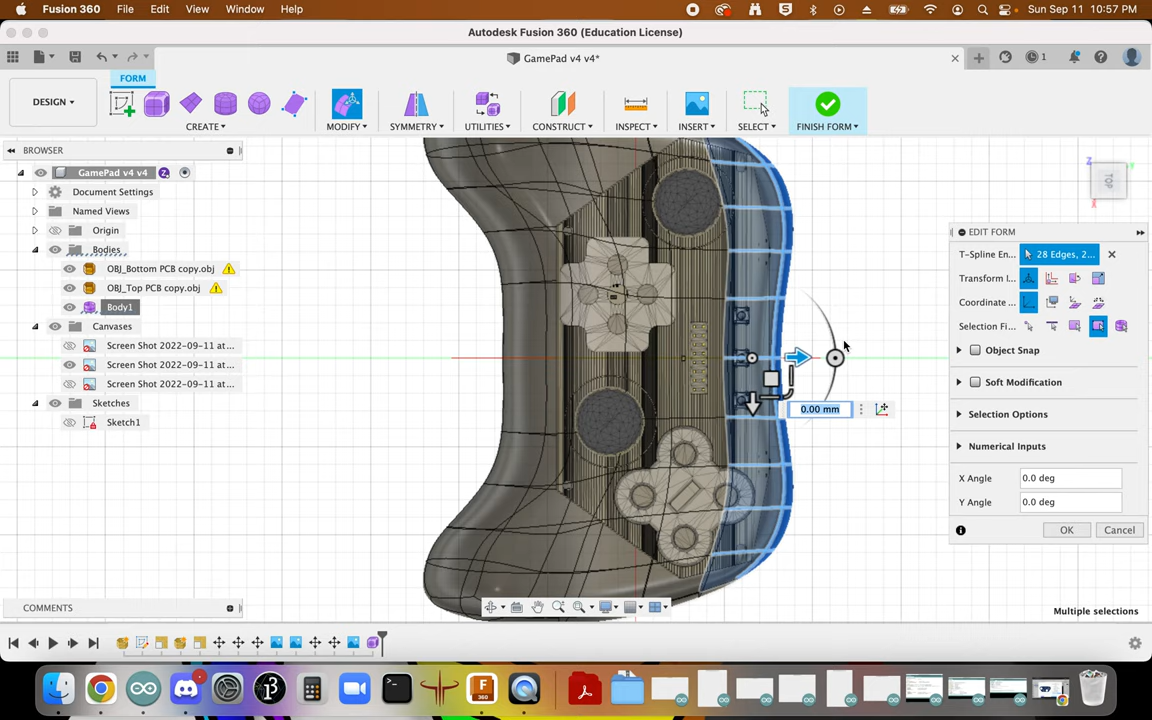 Fusion 360 File Edit View Window Help Sun Sep 11 10:57 PM
Autodesk Fusion 360 (Education License)
GamePad v4 v4*
1
FORM
DESIGN
CREATE
MODIFY
SYMMETRY
UTILITIES
CONSTRUCT
INSPECT
INSERT
SELECT
FINISH FORM
BROWSER
GamePad v4 v4
Document Settings
Named Views
Origin
Bodies
OBJ_Bottom PCB copy.obj
OBJ_Top PCB copy.obj
Body1
Canvases
Screen Shot 2022-09-11 at...
Screen Shot 2022-09-11 at...
Screen Shot 2022-09-11 at...
Sketches
Sketch1
Z
TOP
X
Y
0.00 mm
EDIT FORM
T-Spline En... 28 Edges, 2...
Transform I...
Coordinate ...
Selection Fi...
Object Snap
Soft Modification
Selection Options
Numerical Inputs
X Angle 0.0 deg
Y Angle 0.0 deg
OK Cancel
COMMENTS
Multiple selections